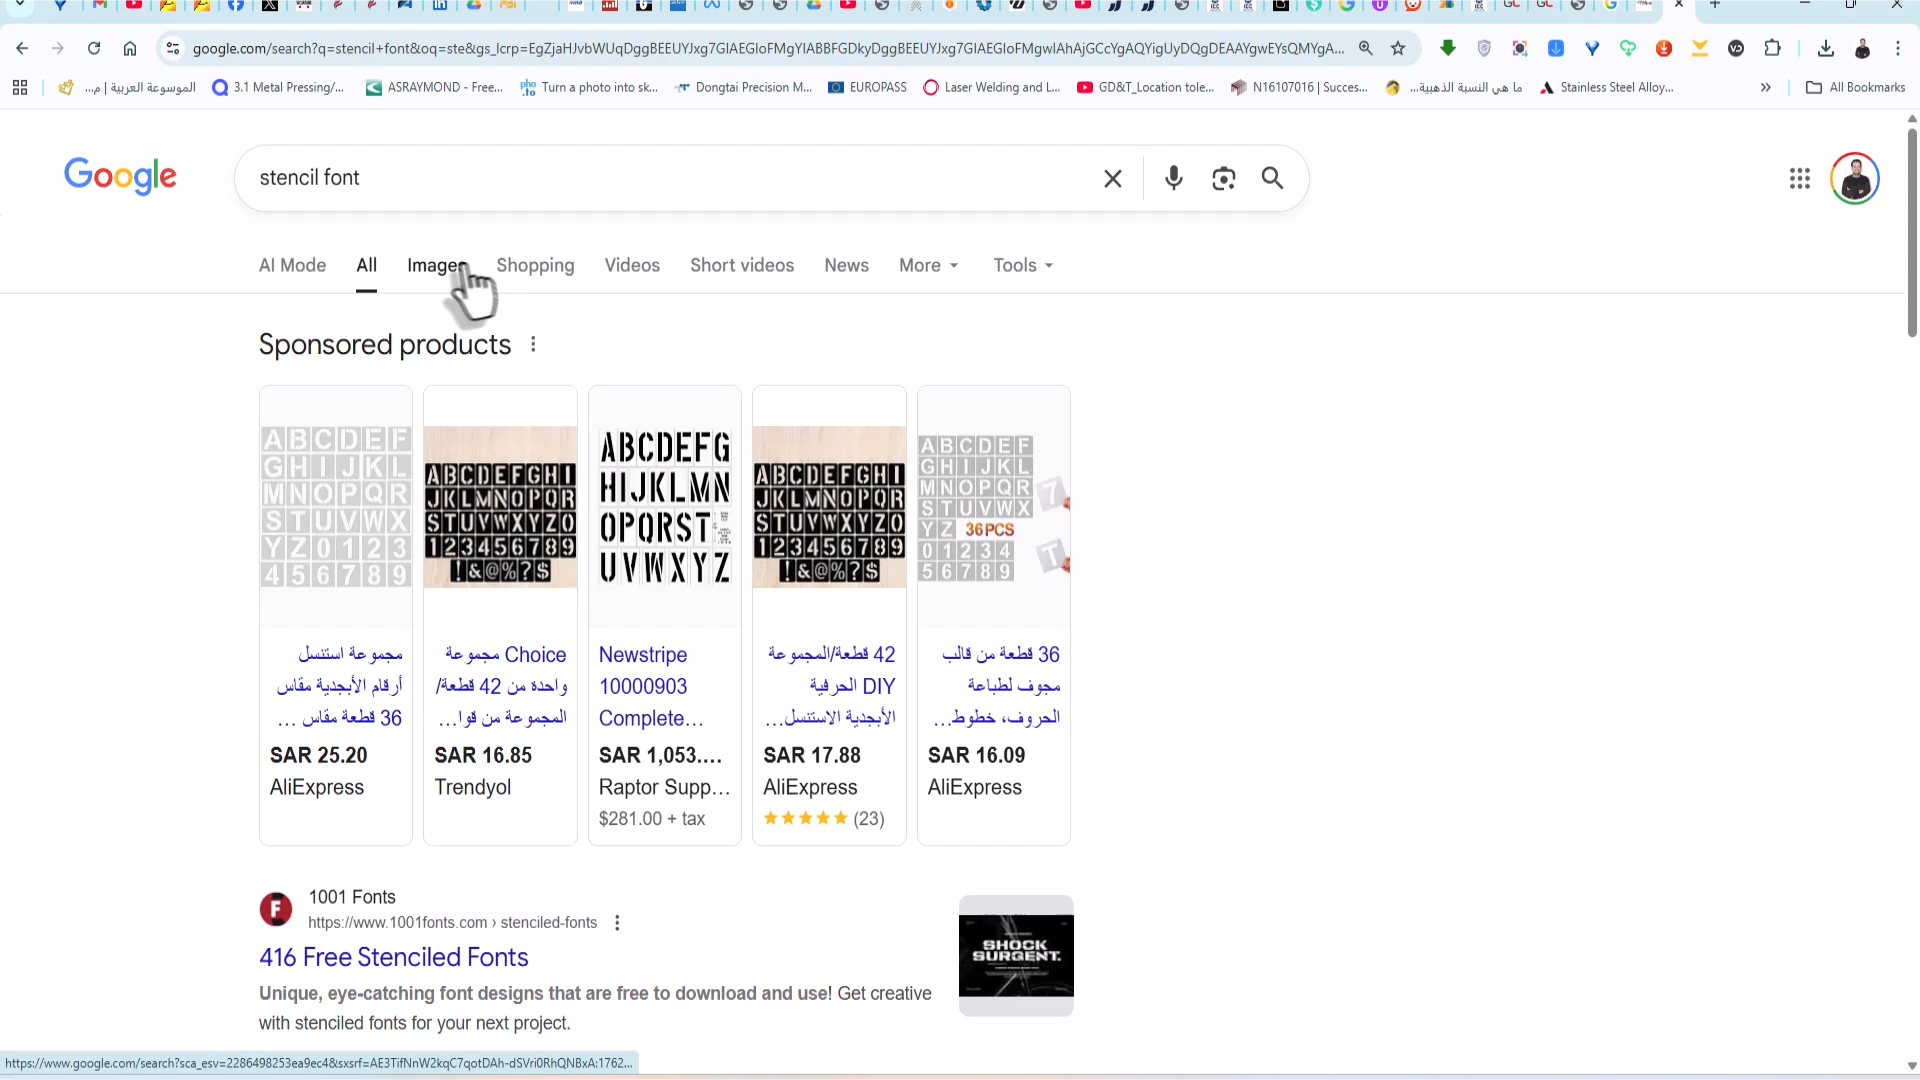 google.com/search?q=stencil+font&oq=ste&gs_lcrp=EgZjaHJvbWUqDggBEEUYJxg7GIAEGIoFMgYIABBFGDkyDggBEEUYJxg7GIAEGIoFMgwIAhAjGCcYgAQYigUyDQgDEAAYgwEYsQMYgA...
الموسوعة العربية | م...
3.1 Metal Pressing/...
ASRAYMOND - Free...
Turn a photo into sk...
Dongtai Precision M...
EUROPASS
Laser Welding and L...
GD&T_Location tole...
N16107016 | Succes...
ما هي النسبة الذهبية...
Stainless Steel Alloy...
All Bookmarks
Google
stencil font
AI Mode
All
Images
Shopping
Videos
Short videos
News
More
Tools
Sponsored products
ABCDEF
GHIJKL
MNOPQR
STUVWX
YZ0123
456789
ABCDEFGHI
JKLMNOPQR
STUVWXYZ0
123456789
!&@%?$
ABCDEFG
HIJKLMN
OPQRST
UVWXYZ
ABCDEFGHI
JKLMNOPQR
STUVWXYZ0
123456789
!&@%?$
ABCDEF
GHIJKL
MNOPQR
STUVWX
YZ 36PCS
01234
56789
7
T
مجموعة استنسل
أرقام الأبجدية مقاس
36 قطعة مقاس ...
SAR 25.20
AliExpress
Choice مجموعة
واحدة من 42 قطعة/
المجموعة من قوا...
SAR 16.85
Trendyol
Newstripe
10000903
Complete...
SAR 1,053....
Raptor Supp...
$281.00 + tax
42 قطعة/المجموعة
DIY الحرفية
الأبجدية الاستنسل...
SAR 17.88
AliExpress
(23)
36 قطعة من قالب
مجوف لطباعة
الحروف، خطوط...
SAR 16.09
AliExpress
1001 Fonts
https://www.1001fonts.com › stenciled-fonts
416 Free Stenciled Fonts
Unique, eye-catching font designs that are free to download and use! Get creative
with stenciled fonts for your next project.
SHOCK
SURGENT.
https://www.google.com/search?sca_esv=2286498253ea9ec4&sxsrf=AE3TifNnW2kqC7qotDAh-dSVri0RhQNBxA:1762...